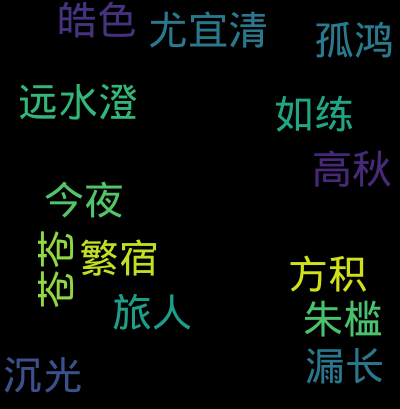 皓色
尤宜清
孤鸿
远水澄
如练
高秋
今夜
苍苍
繁宿
方积
旅人
朱槛
漏长
沉光